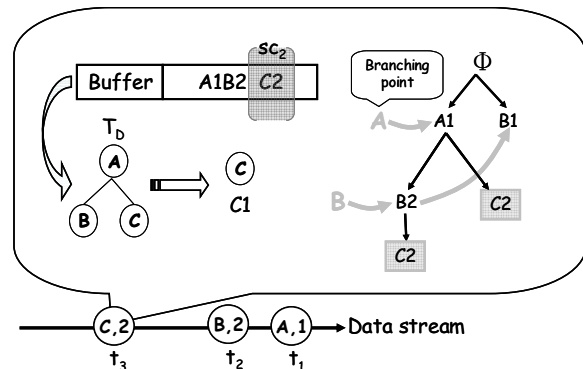 sc2
Buffer A1B2 C2
Branching
point
Φ
TD
A
B C
C
C1
A A1 B1
B B2 C2
C2
C,2 B,2 A,1 Data stream
t3 t2 t1